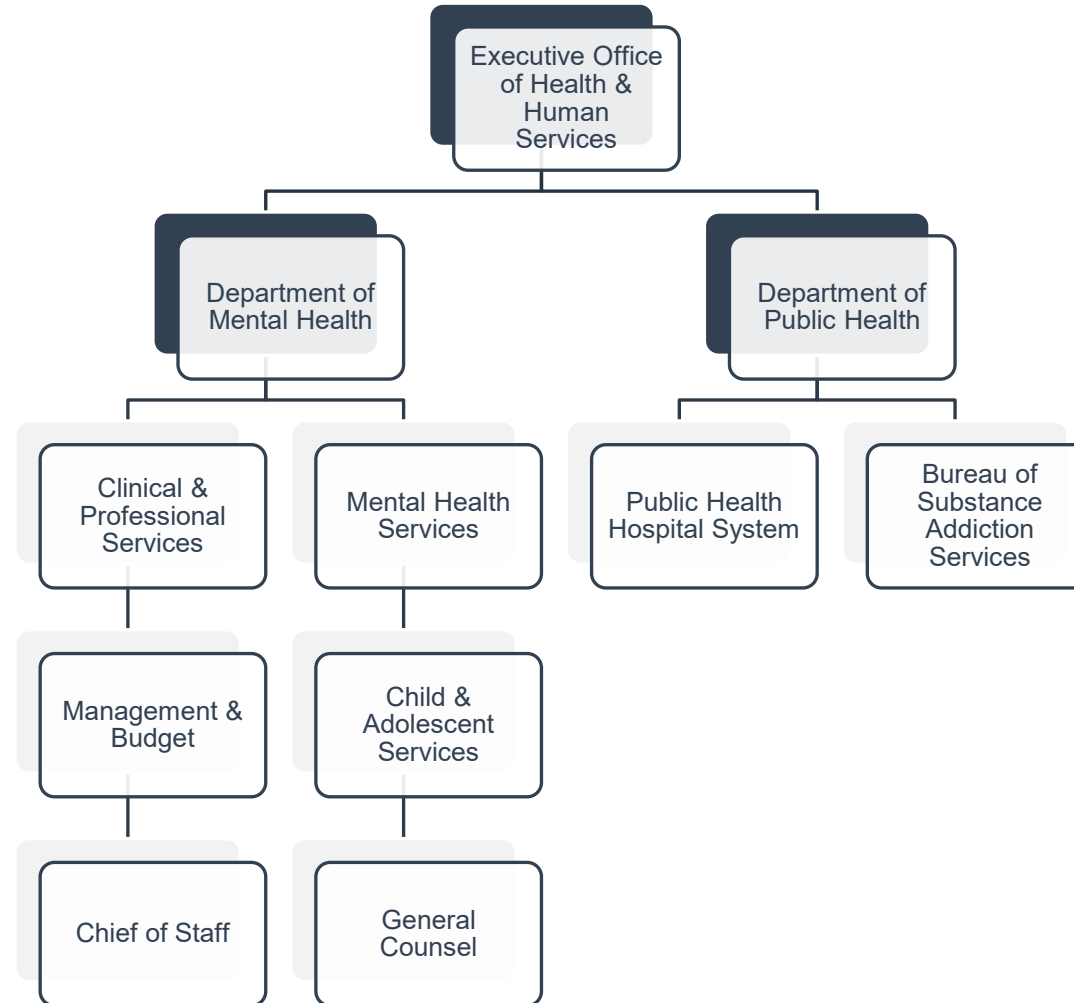 Executive Office
of Health &
Human
Services
Department of
Mental Health
Department of
Public Health
Clinical &
Professional
Services
Mental Health
Services
Public Health
Hospital System
Bureau of
Substance
Addiction
Services
Management &
Budget
Child &
Adolescent
Services
Chief of Staff
General
Counsel